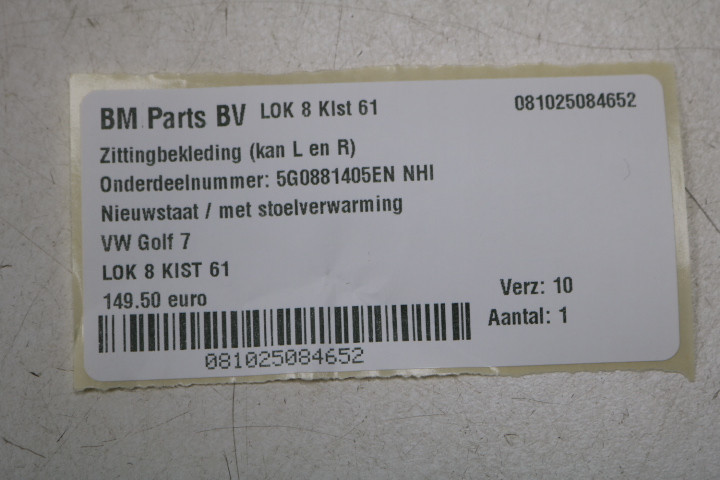 BM Parts BV LOK 8 Klst 61 081025084652
Zittingbekleding (kan L en R)
Onderdeelnummer: 5G0881405EN NHI
Nieuwstaat / met stoelverwarming
VW Golf 7
LOK 8 KIST 61
149.50 euro
Verz: 10
Aantal: 1
081025084652